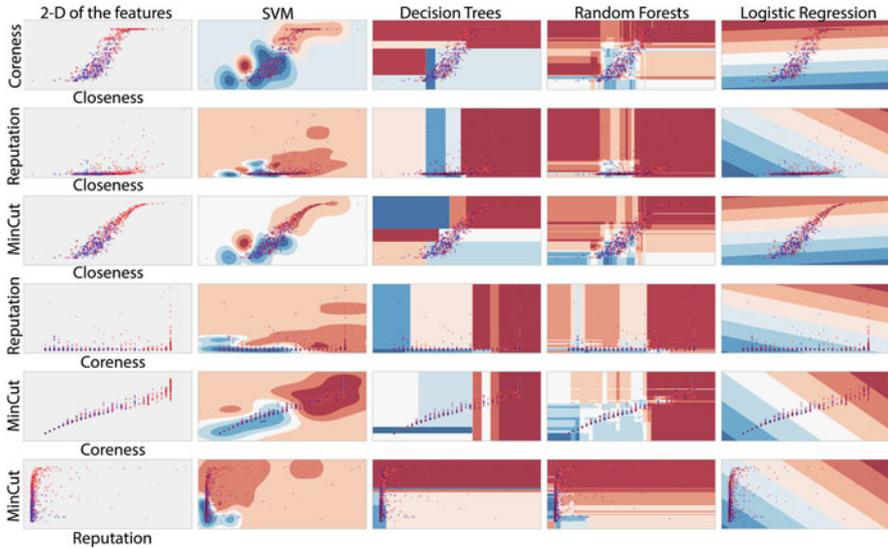 2-D of the features SVM Decision Trees Random Forests Logistic Regression
Coreness
Closeness
Reputation
Closeness
MinCut
Closeness
Reputation
Coreness
MinCut
Coreness
MinCut
Reputation